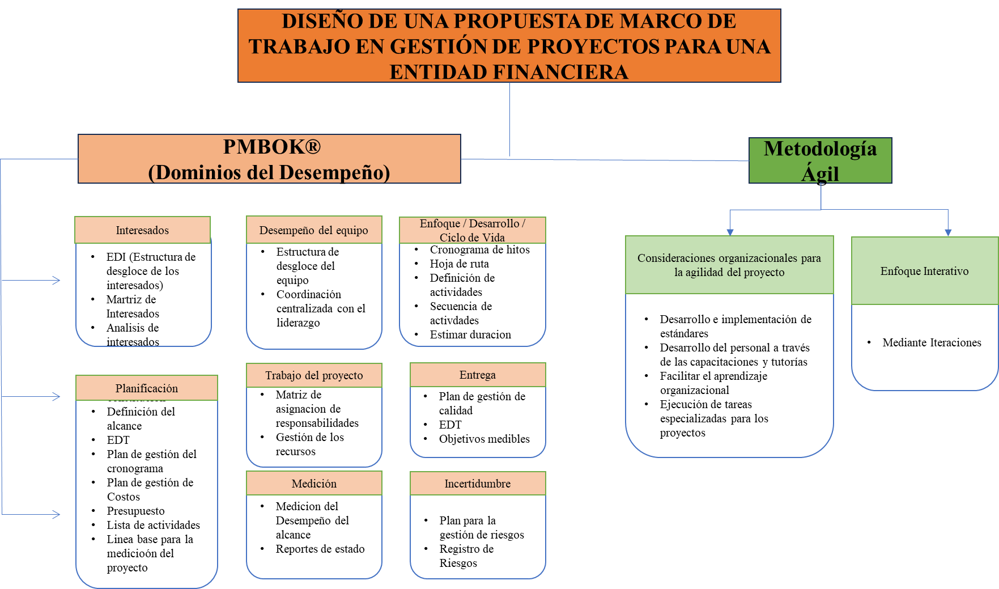 DISEÑO DE UNA PROPUESTA DE MARCO DE
TRABAJO EN GESTIÓN DE PROYECTOS PARA UNA
ENTIDAD FINANCIERA
PMBOK®
(Dominios del Desempeño)
Metodología
Ágil
Interesados
• EDI (Estructura de
desgloce de los
interesados)
• Martriz de
Interesados
• Analisis de
interesados
Desempeño del equipo
• Estructura de
desgloce del
equipo
• Coordinación
centralizada con el
liderazgo
Enfoque / Desarrollo /
Ciclo de Vida
• Cronograma de hitos
• Hoja de ruta
• Definición de
actividades
• Secuencia de
activdades
• Estimar duracion
Planificación
• Definición del
alcance
• EDT
• Plan de gestión del
cronograma
• Plan de gestión de
Costos
• Presupuesto
• Lista de actividades
• Linea base para la
medicioón del
proyecto
Trabajo del proyecto
• Matriz de
asignacion de
responsabilidades
• Gestión de los
recursos
Entrega
• Plan de gestión de
calidad
• EDT
• Objetivos medibles
Medición
• Medicion del
Desempeño del
alcance
• Reportes de estado
Incertidumbre
• Plan para la
gestión de riesgos
• Registro de
Riesgos
Consideraciones organizacionales para
la agilidad del proyecto
• Desarrollo e implementación de
estándares
• Desarrollo del personal a través
de las capacitaciones y tutorías
• Facilitar el aprendizaje
organizacional
• Ejecución de tareas
especializadas para los
proyectos
Enfoque Interativo
• Mediante Iteraciones